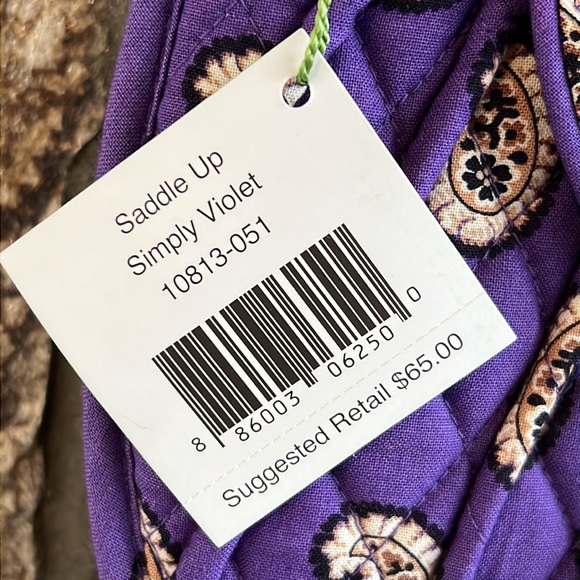 Saddle Up
Simply Violet
10813-051
8 86003 06250 0
Suggested Retail $65.00